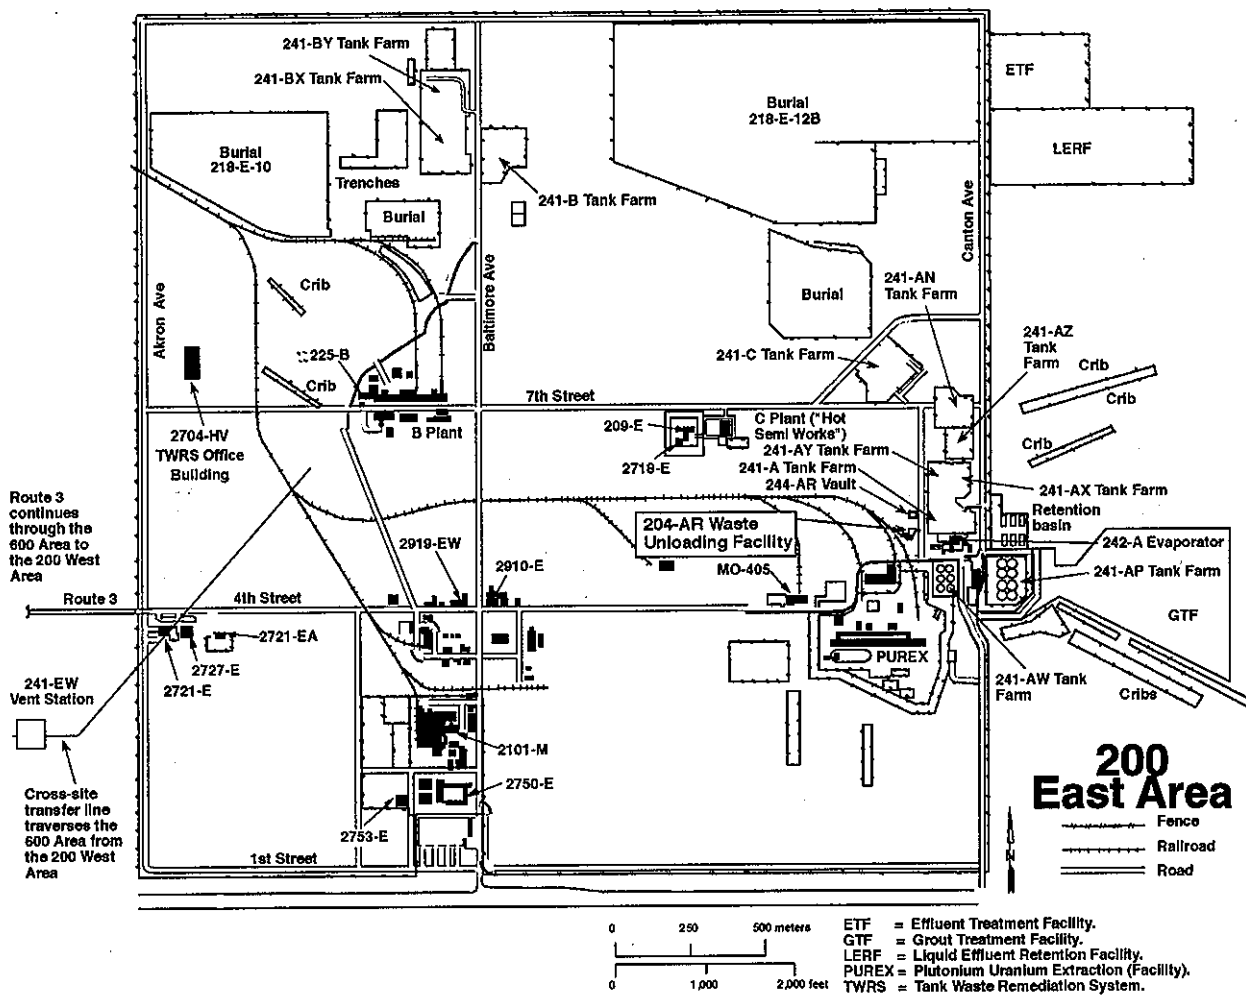 241-BY Tank Farm
241-BX Tank Farm
ETF
Burial
218-E-12B
Burial
218-E-10
LERF
Trenches
241-B Tank Farm
Burial
Canton Ave
Akron Ave
Baltimore Ave
Crib
Burial
241-AN
Tank Farm
241-AZ
Tank
Farm
225-B
241-C Tank Farm
Crib
Crib
Crib
7th Street
2704-HV
TWRS Office
Building
B Plant
209-E
C Plant ("Hot
Semi Works")
2718-E
241-AY Tank Farm
241-A Tank Farm
244-AR Vault
Crib
241-AX Tank Farm
Retention
basin
Route 3
continues
through the
600 Area to
the 200 West
Area
204-AR Waste
Unloading Facility
2919-EW
2910-E
242-A Evaporator
MO-405
241-AP Tank Farm
Route 3
4th Street
GTF
2721-EA
2727-E
2721-E
PUREX
241-EW
Vent Station
241-AW Tank
Farm
Cribs
2101-M
2750-E
2753-E
Cross-site
transfer line
traverses the
600 Area from
the 200 West
Area
1st Street
200
East Area
Fence
Railroad
Road
N
0 250 500 meters
0 1,000 2,000 feet
ETF = Effluent Treatment Facility.
GTF = Grout Treatment Facility.
LERF = Liquid Effluent Retention Facility.
PUREX = Plutonium Uranium Extraction (Facility).
TWRS = Tank Waste Remediation System.